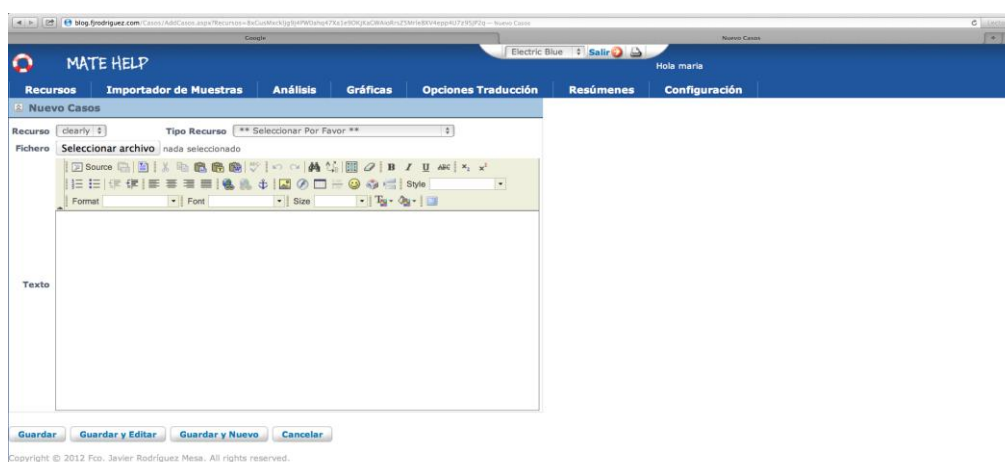 blog.fjrodriguez.com
Google
Nuevo Casos
MATE HELP
Electric Blue
Salir
Hola maria
Recursos Importador de Muestras Análisis Gráficas Opciones Traducción Resúmenes Configuración
Nuevo Casos
Recurso clearly Tipo Recurso ** Seleccionar Por Favor **
Fichero Seleccionar archivo nada seleccionado
Source B I U ABC x₂ x²
Style
Format Font Size
Texto
Guardar Guardar y Editar Guardar y Nuevo Cancelar
Copyright © 2012 Fco. Javier Rodríguez Mesa. All rights reserved.